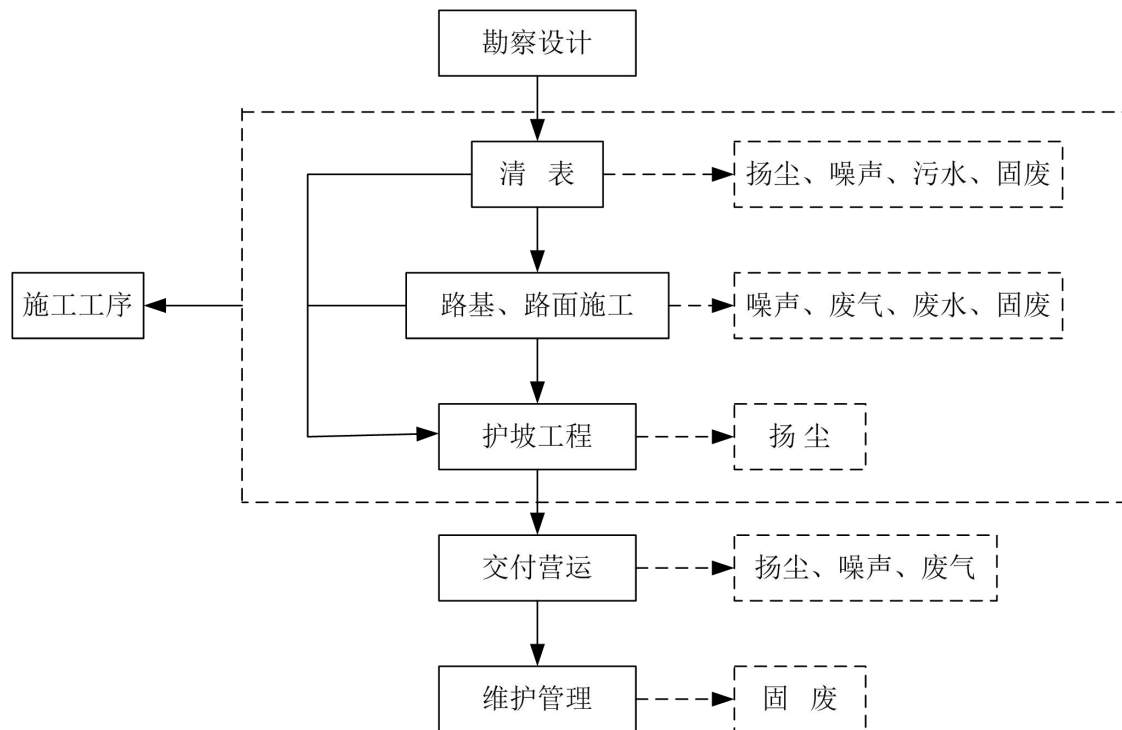 勘察设计
清 表
扬尘、噪声、污水、固废
施工工序
路基、路面施工
噪声、废气、废水、固废
护坡工程
扬 尘
交付营运
扬尘、噪声、废气
维护管理
固 废